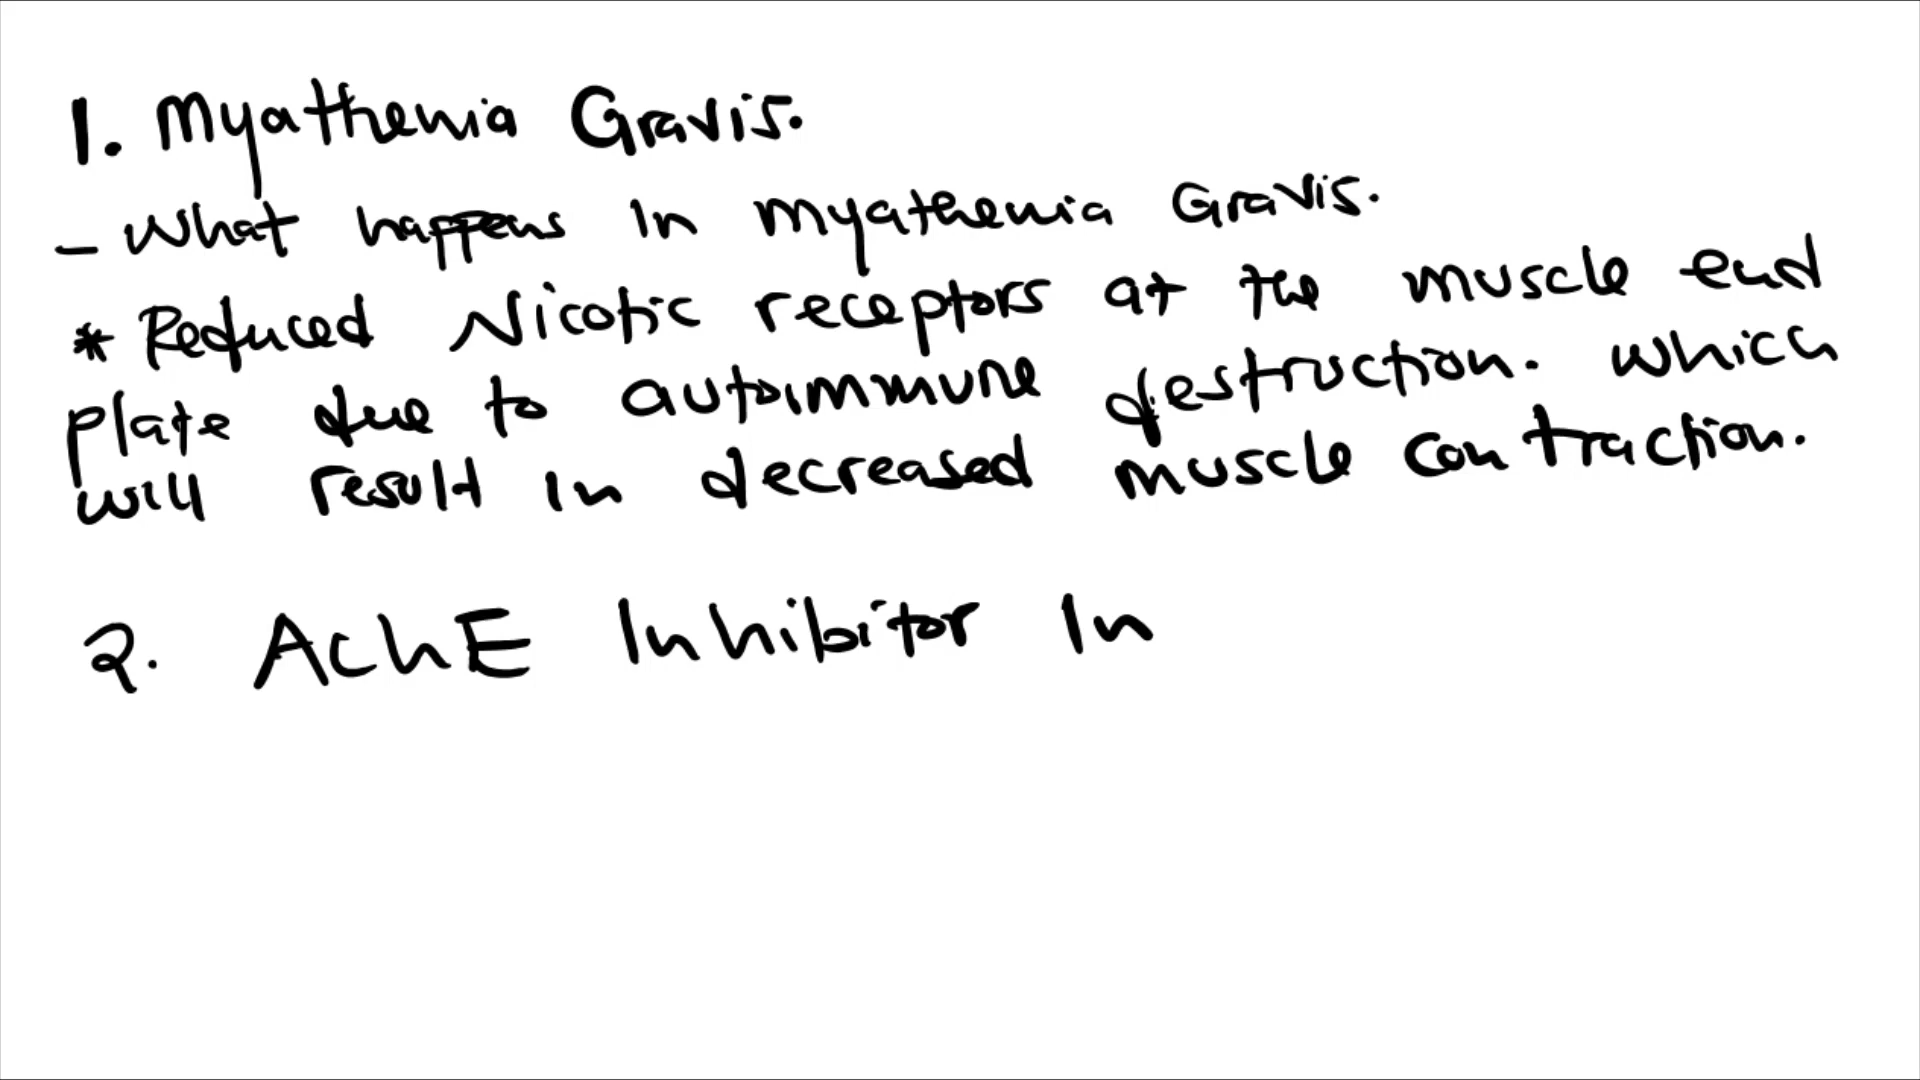 1. Myathenia Gravis.
- What happens in myathenia Gravis.
* Reduced Nicotic receptors at the muscle end
plate due to autoimmune destruction. which
will result in decreased muscle contraction.
2. AchE Inhibitor In